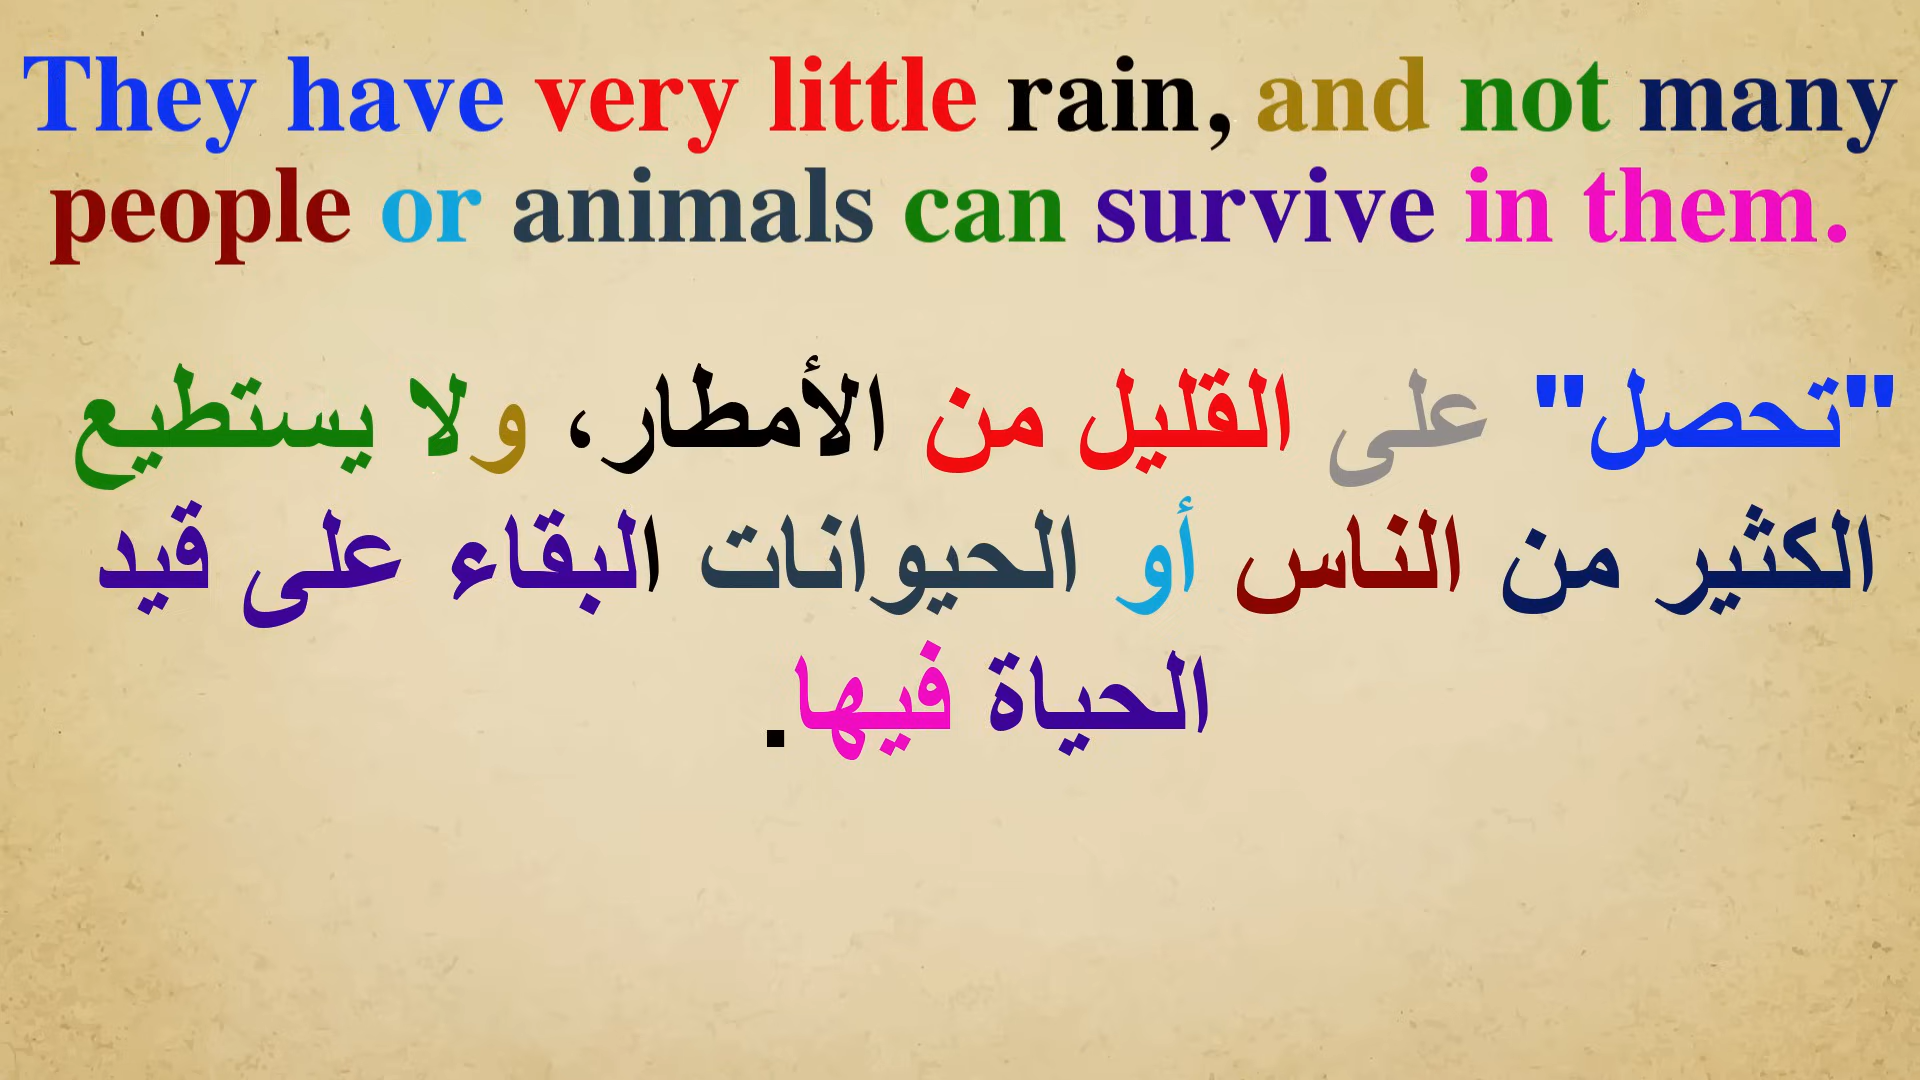 They have very little rain, and not many
people or animals can survive in them.
"تحصل" على القليل من الأمطار، ولا يستطيع
الكثير من الناس أو الحيوانات البقاء على قيد
الحياة فيها.